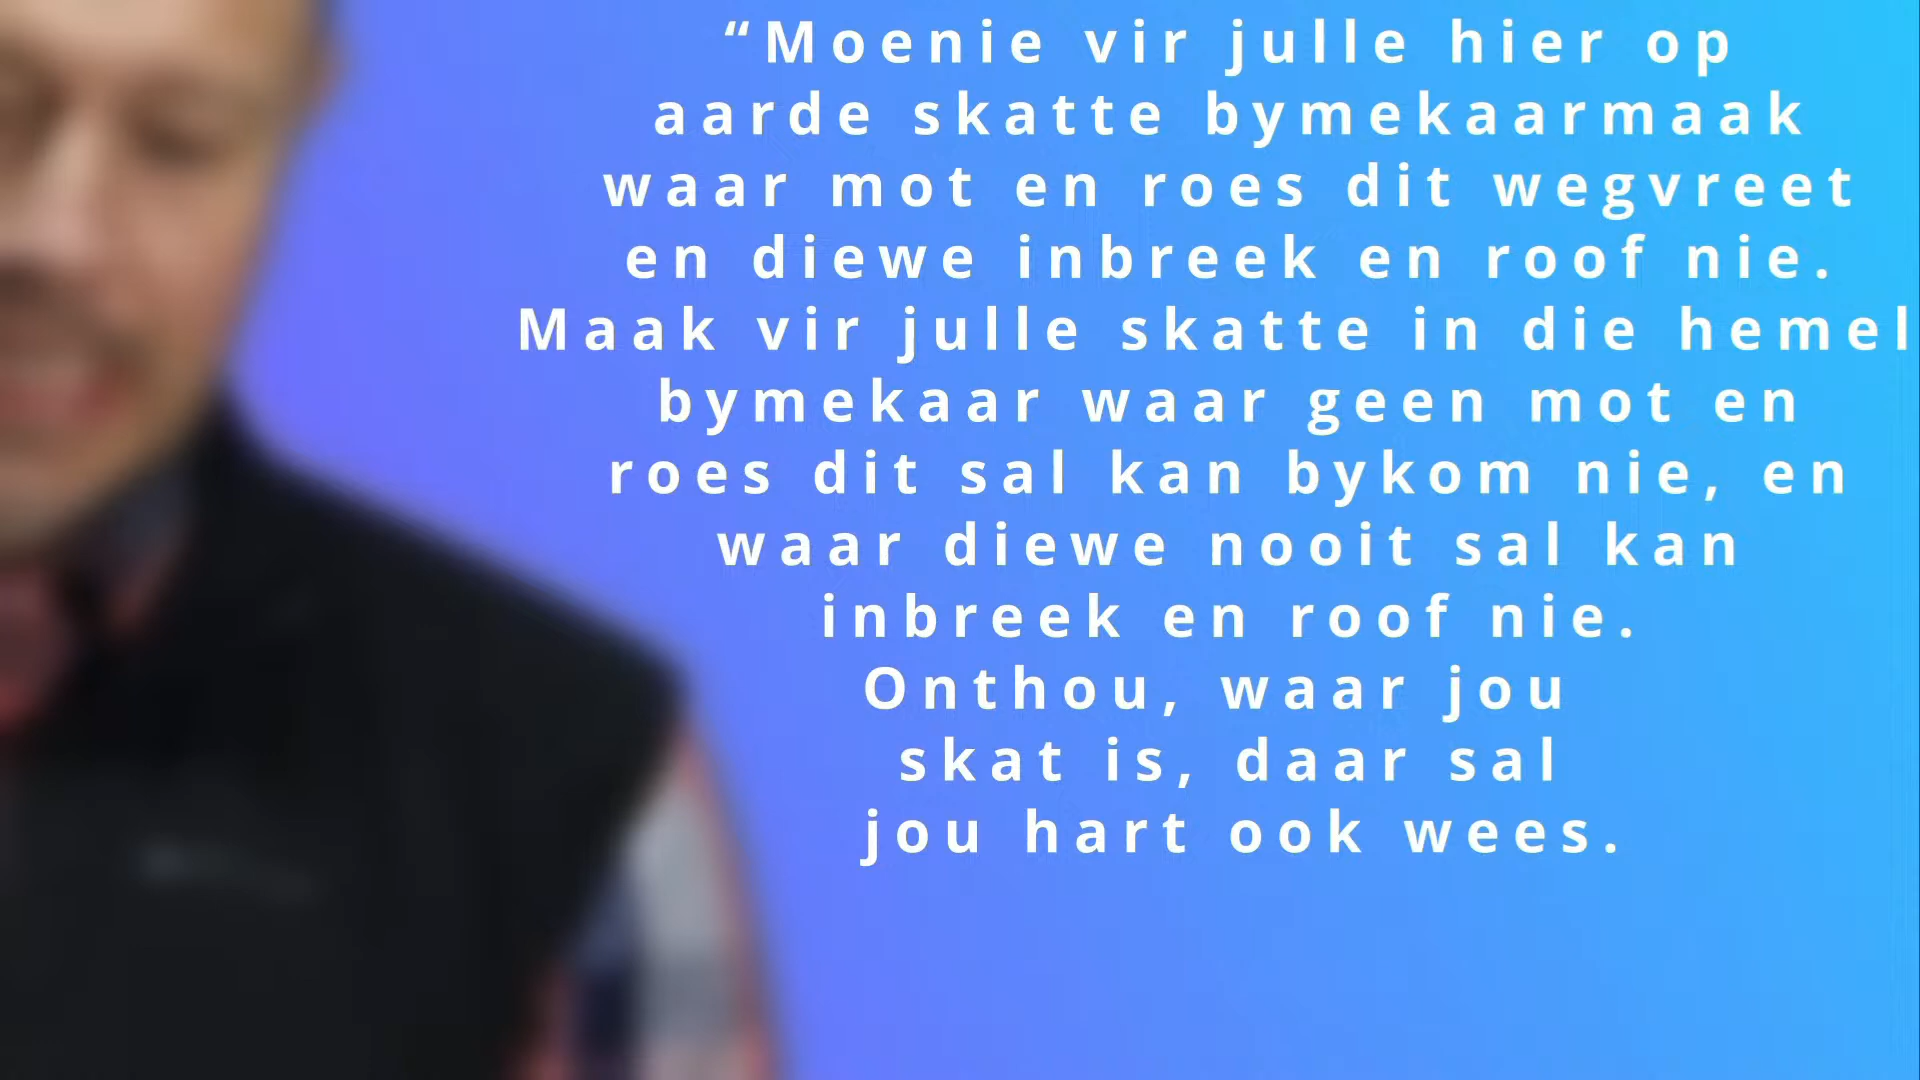 “Moenie vir julle hier op
aarde skatte bymekaarmaak
waar mot en roes dit wegvreet
en diewe inbreek en roof nie.
Maak vir julle skatte in die hemel
bymekaar waar geen mot en
roes dit sal kan bykom nie, en
waar diewe nooit sal kan
inbreek en roof nie.
Onthou, waar jou
skat is, daar sal
jou hart ook wees.